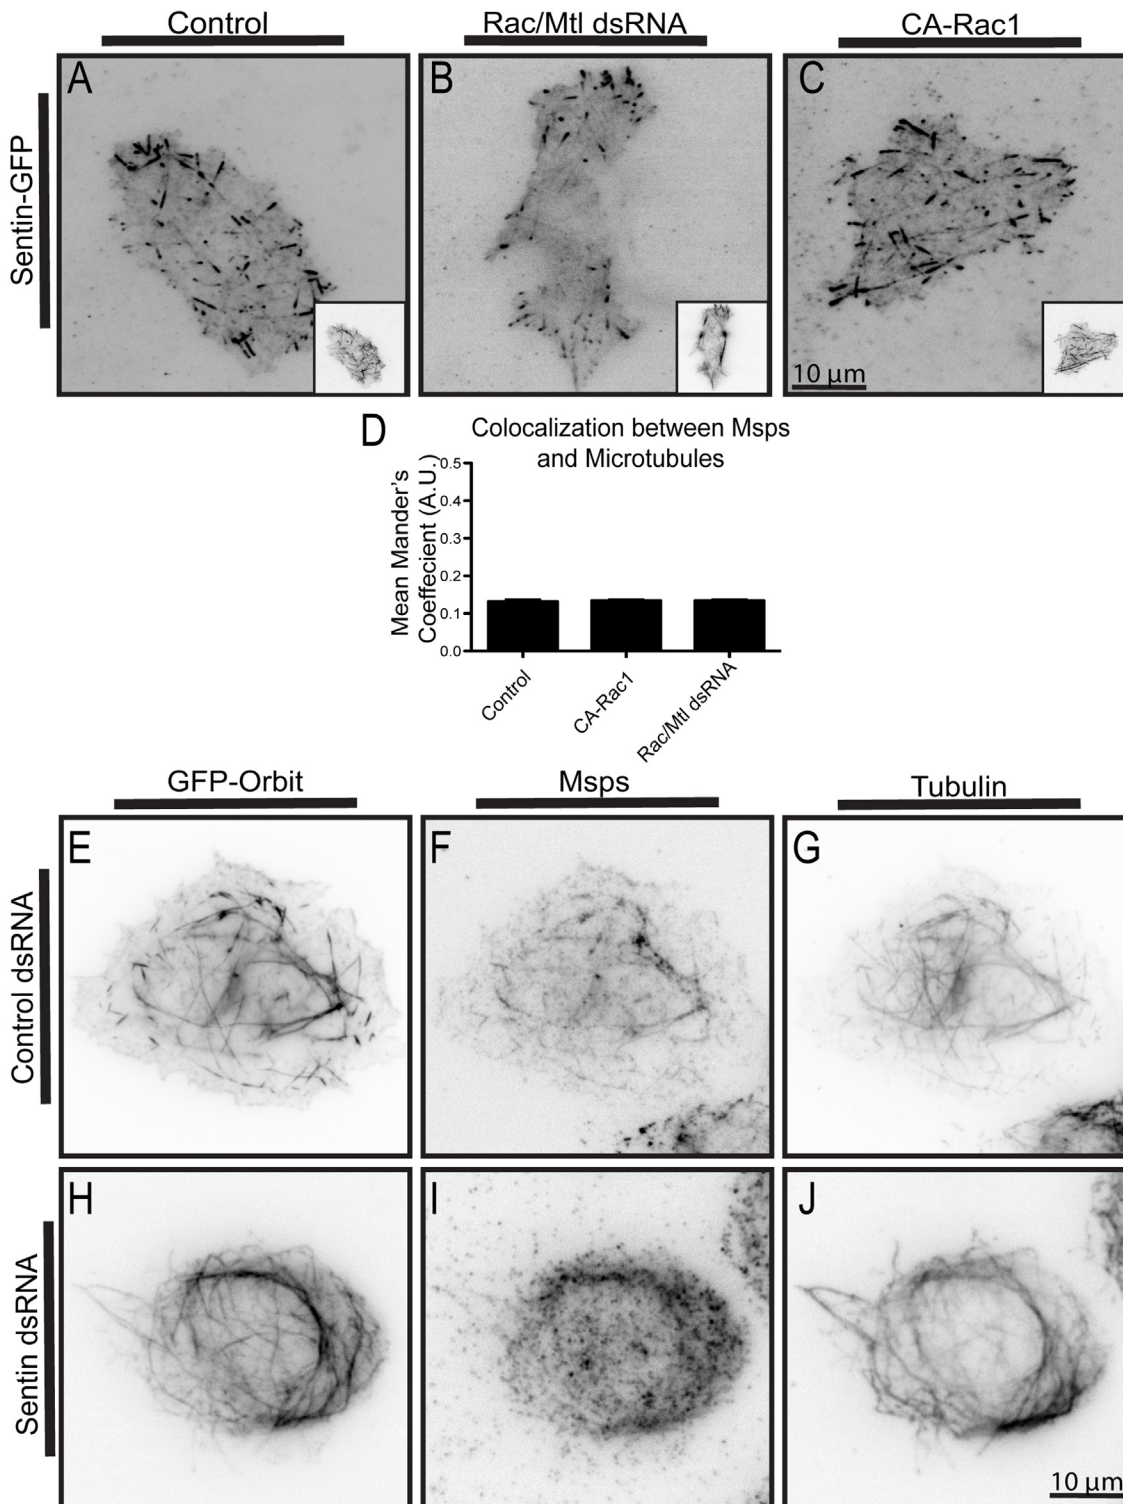 Control
Rac/Mtl dsRNA
CA-Rac1
Sentin-GFP
A
B
C
10 µm
D
Colocalization between Msps
and Microtubules
Mean Mander's
Coeffecient (A.U.)
0.5
0.4
0.3
0.2
0.1
0.0
Control
CA-Rac1
Rac/Mtl dsRNA
GFP-Orbit
Msps
Tubulin
Control dsRNA
E
F
G
Sentin dsRNA
H
I
J
10 µm